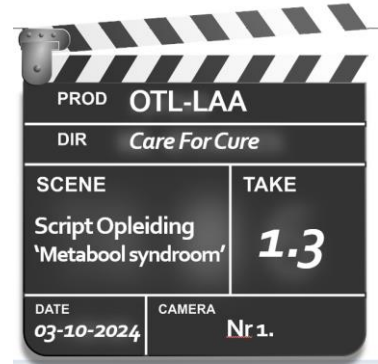 PROD OTL-LAA
DIR Care For Cure
SCENE
Script Opleiding
'Metabool syndroom'
TAKE
1.3
DATE
03-10-2024
CAMERA
Nr 1.